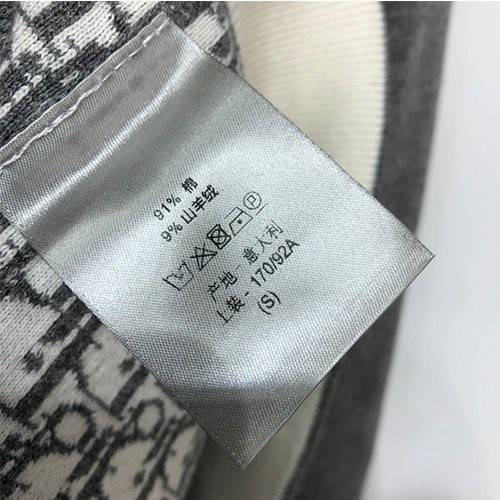 91% 棉
9% 山羊绒
P
产地 - 意大利
上装 - 170/92A
(S)